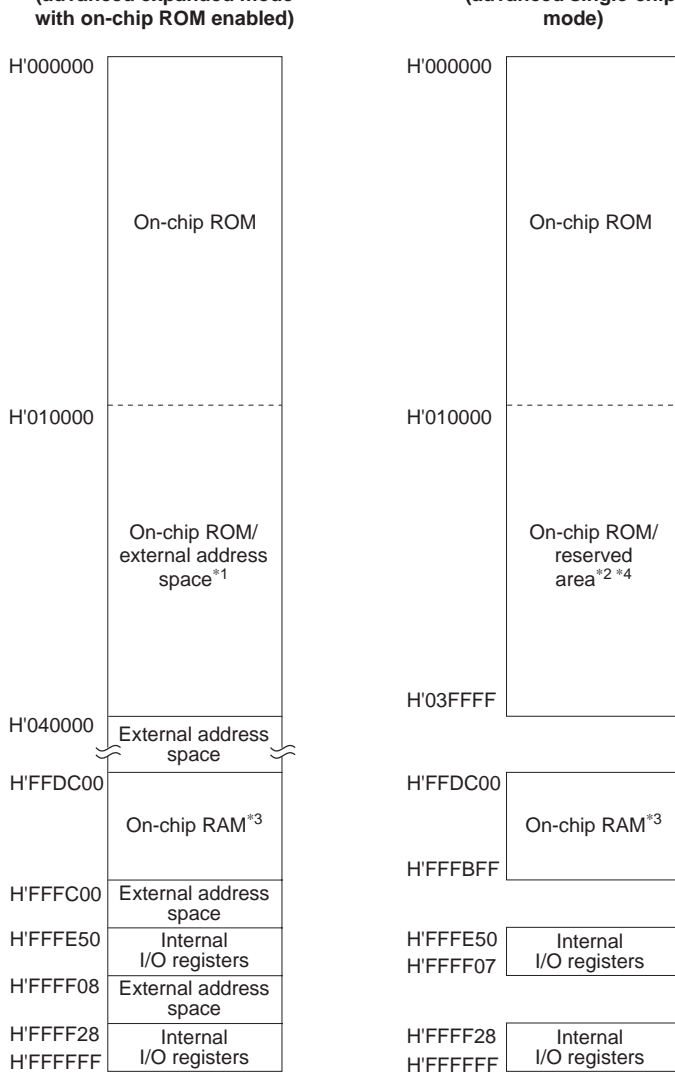 (advanced expanded mode
with on-chip ROM enabled)
H'000000
On-chip ROM
H'010000
On-chip ROM/
external address
space*1
H'040000
External address
space
H'FFDC00
On-chip RAM*3
H'FFFC00
External address
space
H'FFFE50
Internal
I/O registers
H'FFFF08
External address
space
H'FFFF28
Internal
I/O registers
H'FFFFFF
(advanced single-chip
mode)
H'000000
On-chip ROM
H'010000
On-chip ROM/
reserved
area*2 *4
H'03FFFF
H'FFDC00
On-chip RAM*3
H'FFFBFF
H'FFFE50
Internal
I/O registers
H'FFFF07
H'FFFF28
Internal
I/O registers
H'FFFFFF